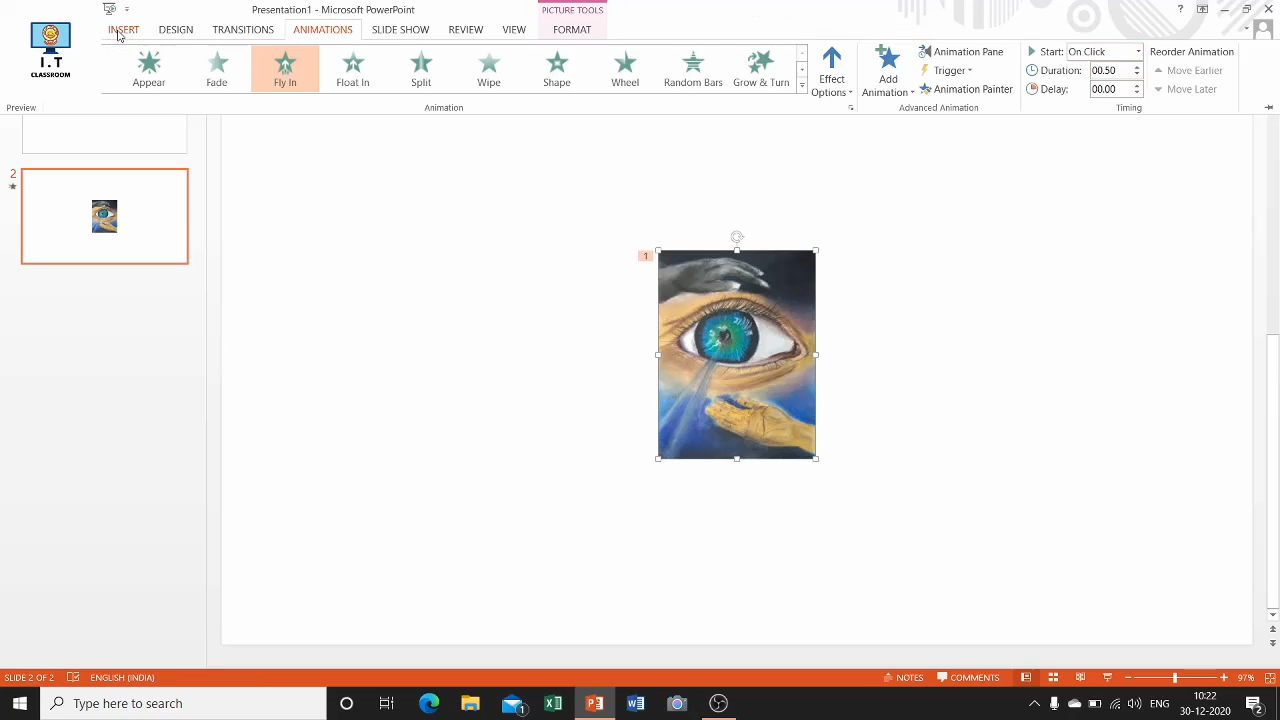 Presentation1 - Microsoft PowerPoint
PICTURE TOOLS
?
I.T
CLASSROOM
INSERT
DESIGN
TRANSITIONS
ANIMATIONS
SLIDE SHOW
REVIEW
VIEW
FORMAT
Appear
Fade
Fly In
Float In
Split
Wipe
Shape
Wheel
Random Bars
Grow & Turn
Effect
Options
Add
Animation
Animation Pane
Trigger
Animation Painter
Start: On Click
Duration: 00.50
Delay: 00.00
Reorder Animation
Move Earlier
Move Later
Preview
Animation
Advanced Animation
Timing
2
1
SLIDE 2 OF 2
ENGLISH (INDIA)
NOTES
COMMENTS
97%
Type here to search
1
ENG
10:22
30-12-2020
2